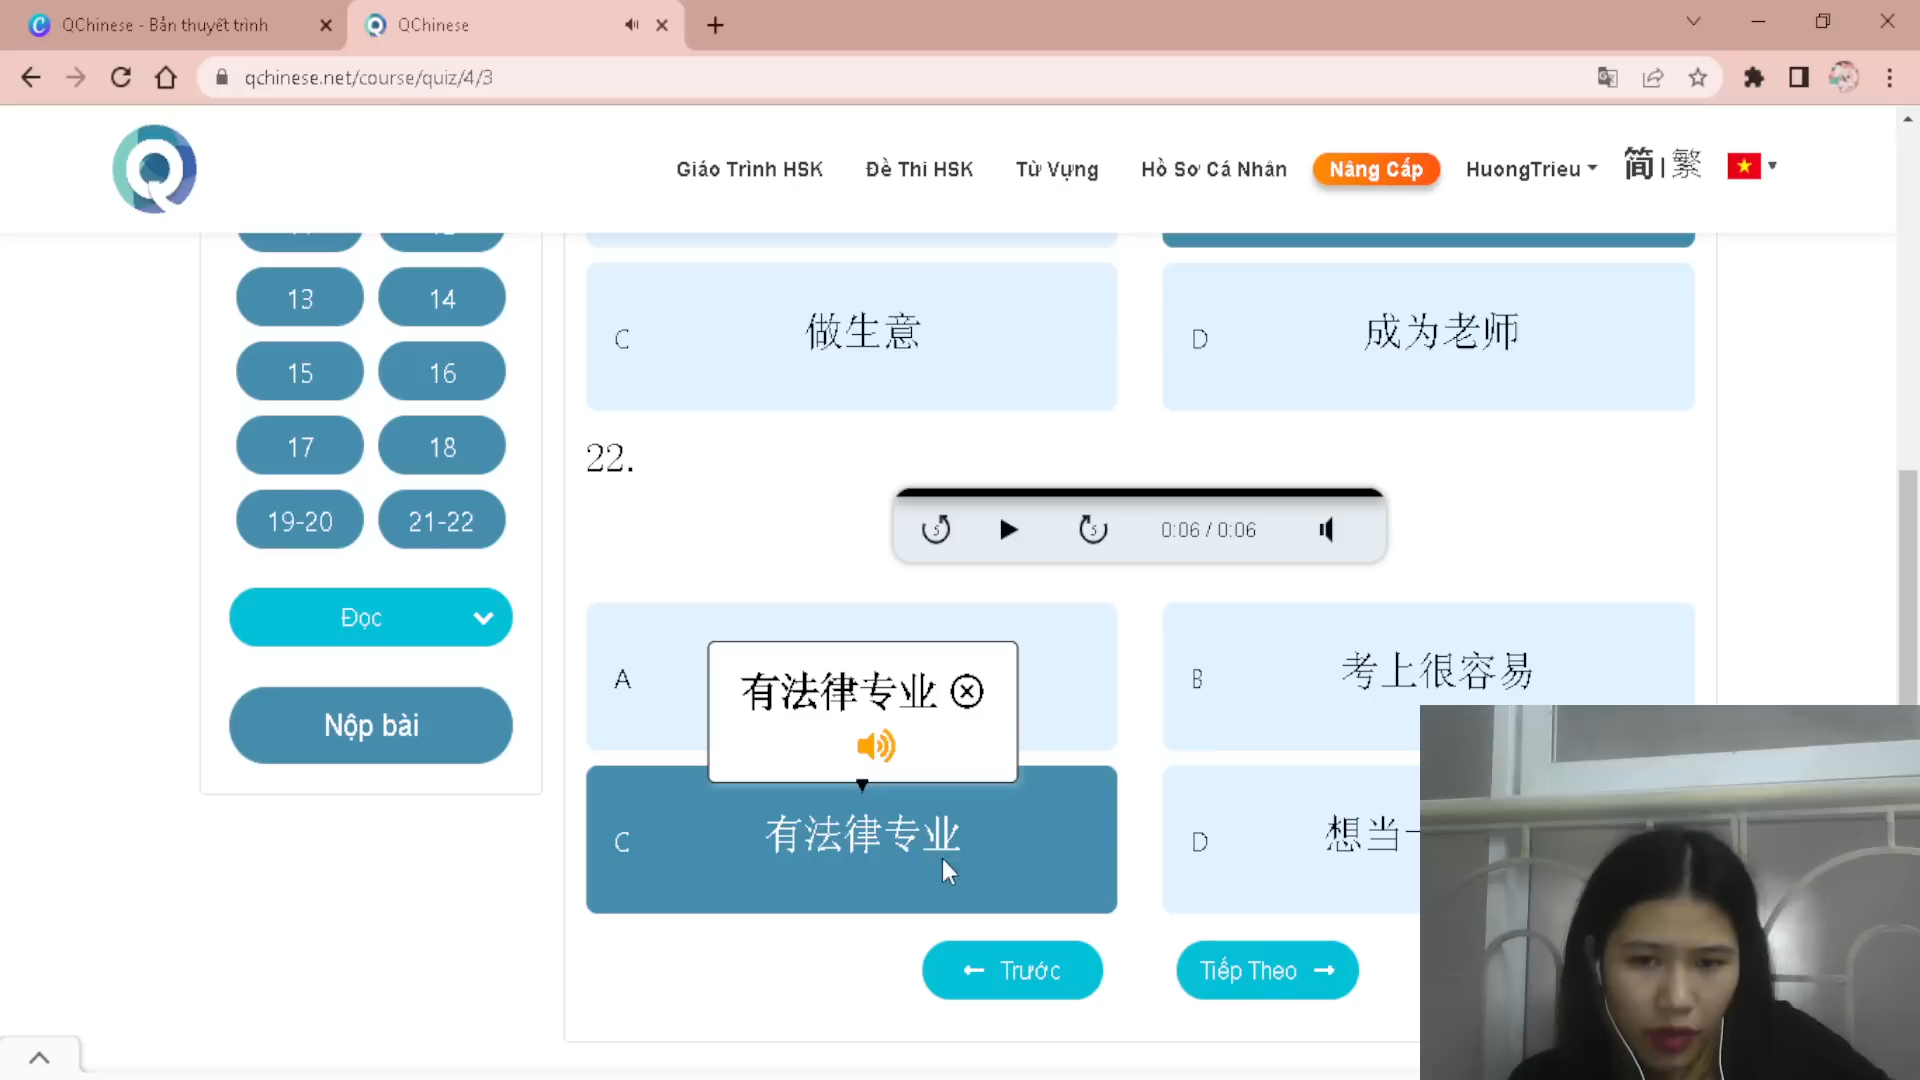 QChinese - Bản thuyết trình
QChinese
qchinese.net/course/quiz/4/3
Giáo Trình HSK
Đề Thi HSK
Từ Vựng
Hồ Sơ Cá Nhân
Nâng Cấp
HuongTrieu
简 | 繁
13
14
15
16
17
18
19-20
21-22
Đọc
Nộp bài
C
做生意
D
成为老师
22.
5
5
0:06 / 0:06
A
有法律专业
B
考上很容易
C
有法律专业
D
想当一
Trước
Tiếp Theo